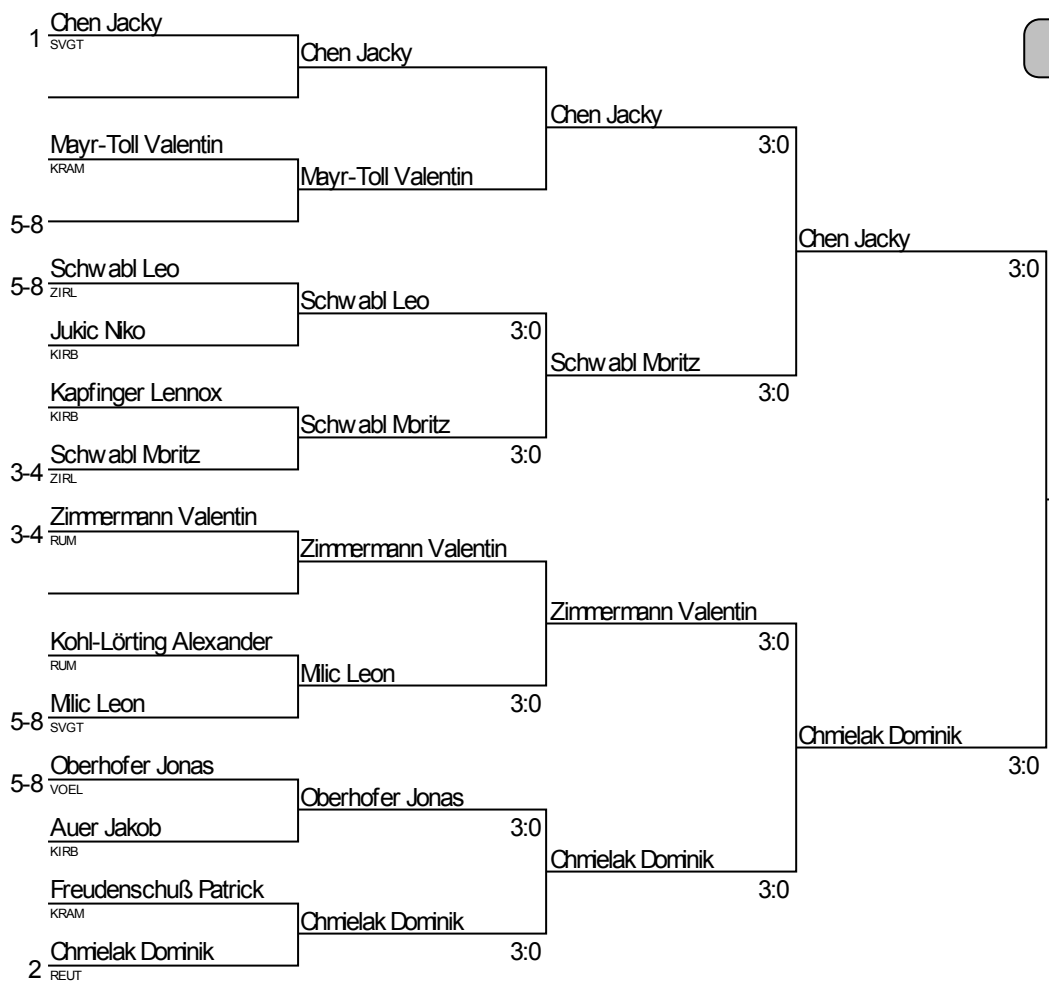 Chen Jacky
1
SVGT
Mayr-Toll Valentin
KRAM
5-8
Schwabl Leo
5-8
ZIRL
Jukic Niko
KIRB
Kapfinger Lennox
KIRB
Schwabl Moritz
3-4
ZIRL
Zimmermann Valentin
3-4
RUM
Kohl-Lörting Alexander
RUM
Milic Leon
5-8
SVGT
Oberhofer Jonas
5-8
VOEL
Auer Jakob
KIRB
Freudenschuß Patrick
KRAM
Chmielak Dominik
2
REUT
Chen Jacky
Mayr-Toll Valentin
Schwabl Leo
3:0
Schwabl Moritz
3:0
Zimmermann Valentin
Milic Leon
3:0
Oberhofer Jonas
3:0
Chmielak Dominik
3:0
Chen Jacky
3:0
Schwabl Moritz
3:0
Zimmermann Valentin
3:0
Chmielak Dominik
3:0
Chen Jacky
3:0
Chmielak Dominik
3:0